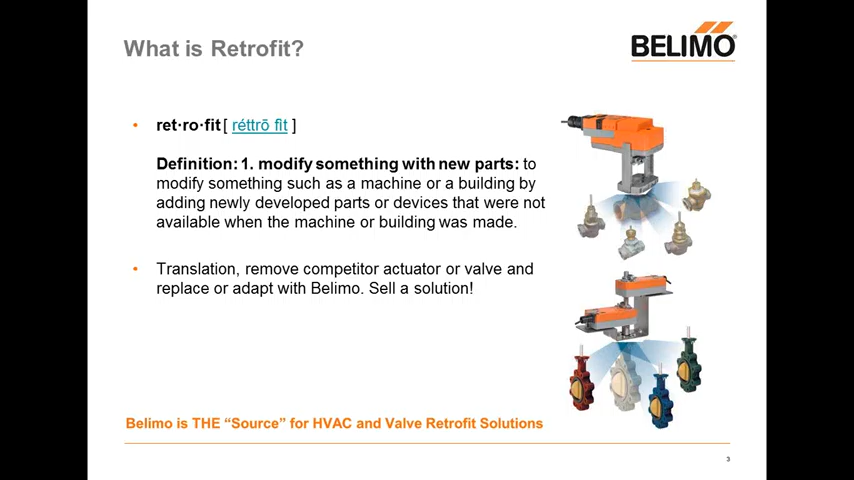 What is Retrofit?
BELIMO®
• ret·ro·fit [ réttrō fìt ]
Definition: 1. modify something with new parts: to
modify something such as a machine or a building by
adding newly developed parts or devices that were not
available when the machine or building was made.
• Translation, remove competitor actuator or valve and
replace or adapt with Belimo. Sell a solution!
Belimo is THE “Source” for HVAC and Valve Retrofit Solutions
3